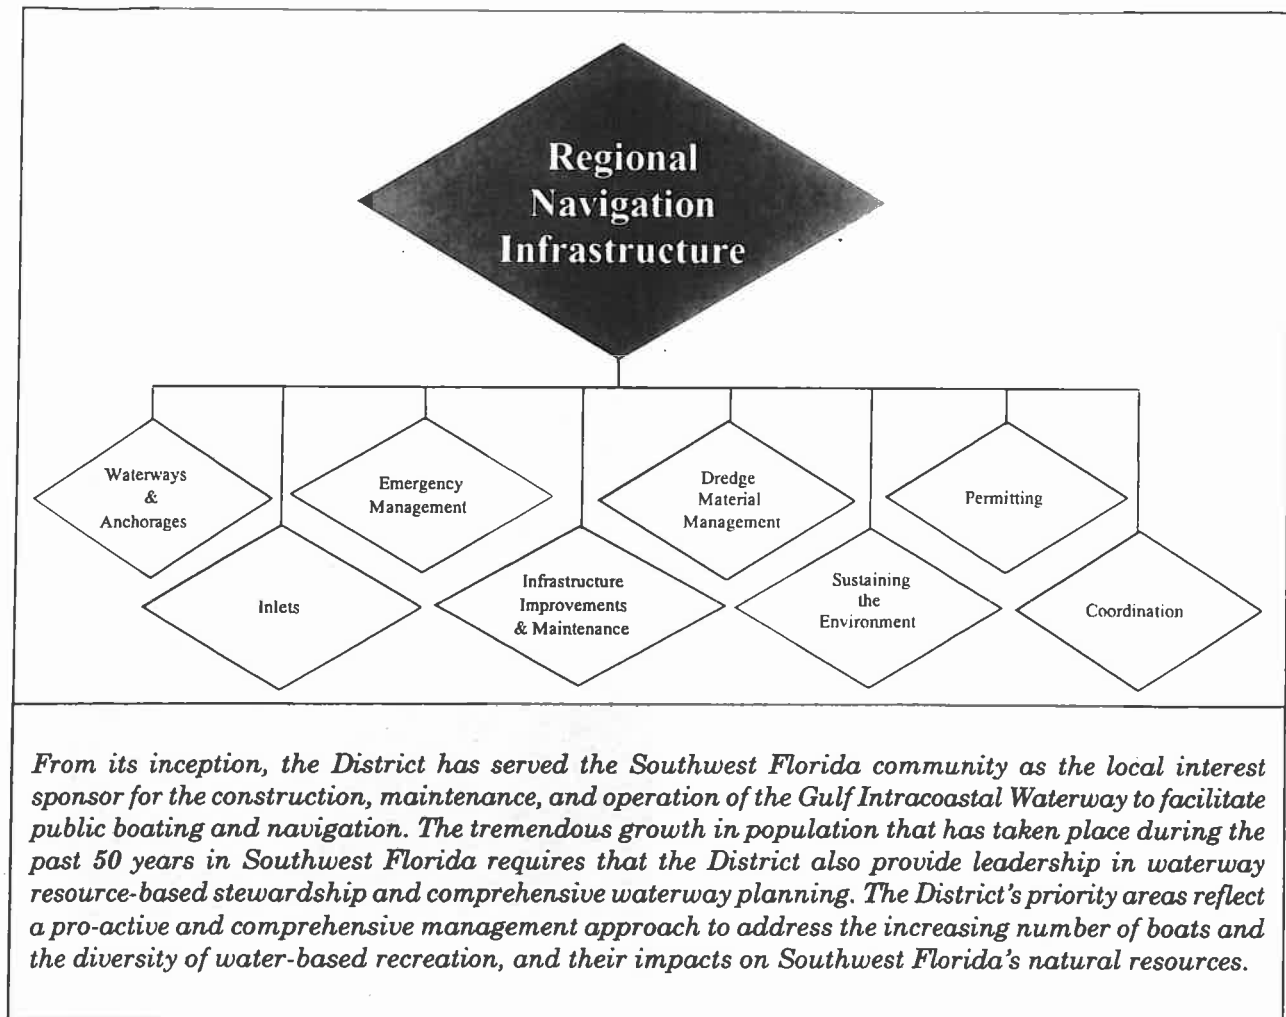 Regional
Navigation
Infrastructure
Waterways
&
Anchorages
Emergency
Management
Dredge
Material
Management
Permitting
Inlets
Infrastructure
Improvements
& Maintenance
Sustaining
the
Environment
Coordination
From its inception, the District has served the Southwest Florida community as the local interest
sponsor for the construction, maintenance, and operation of the Gulf Intracoastal Waterway to facilitate
public boating and navigation. The tremendous growth in population that has taken place during the
past 50 years in Southwest Florida requires that the District also provide leadership in waterway
resource-based stewardship and comprehensive waterway planning. The District's priority areas reflect
a pro-active and comprehensive management approach to address the increasing number of boats and
the diversity of water-based recreation, and their impacts on Southwest Florida's natural resources.